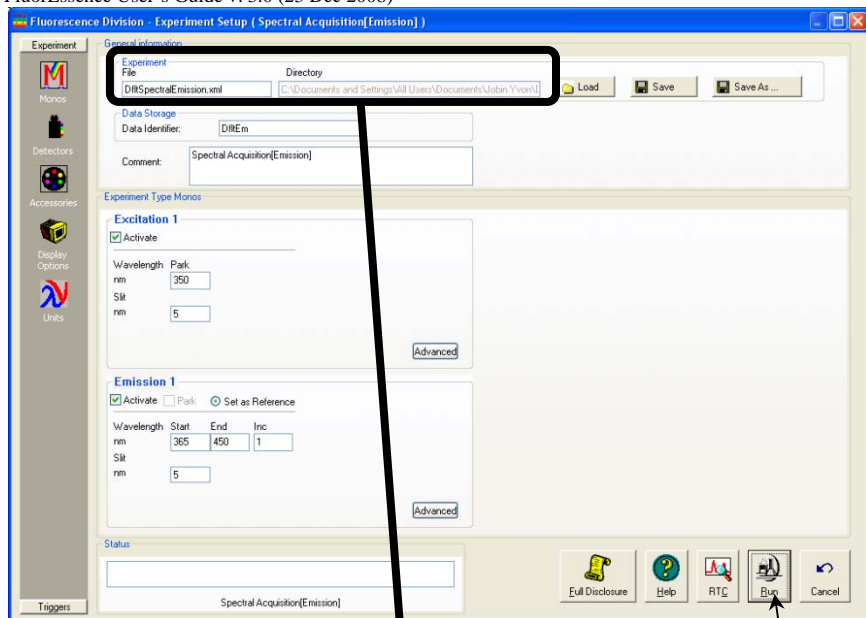 FluorEssence User's Guide v. 3.0 (23 Dec 2008)
Fluorescence Division - Experiment Setup ( Spectral Acquisition[Emission] )
Experiment
General information
Experiment
File
Directory
DfltSpectralEmission.xml
C:\Documents and Settings\All Users\Documents\Jobin Yvon\
Load
Save
Save As ...
Monos
Data Storage
Data Identifier:
DfltEm
Comment:
Spectral Acquisition[Emission]
Detectors
Accessories
Display
Options
Units
Experiment Type Monos
Excitation 1
Activate
Wavelength Park
nm 350
Slit
nm 5
Advanced
Emission 1
Activate Park Set as Reference
Wavelength Start End Inc
nm 365 450 1
Slit
nm 5
Advanced
Status
Spectral Acquisition[Emission]
Full Disclosure
Help
RTC
Run
Cancel
Triggers